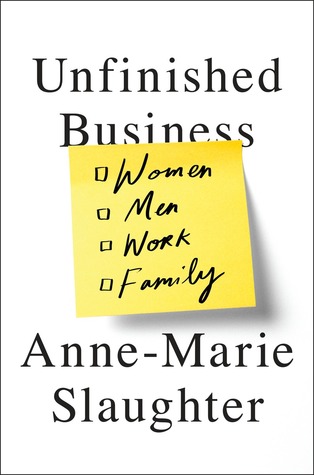 Unfinished
Business
Women
Men
Work
Family
Anne-Marie
Slaughter